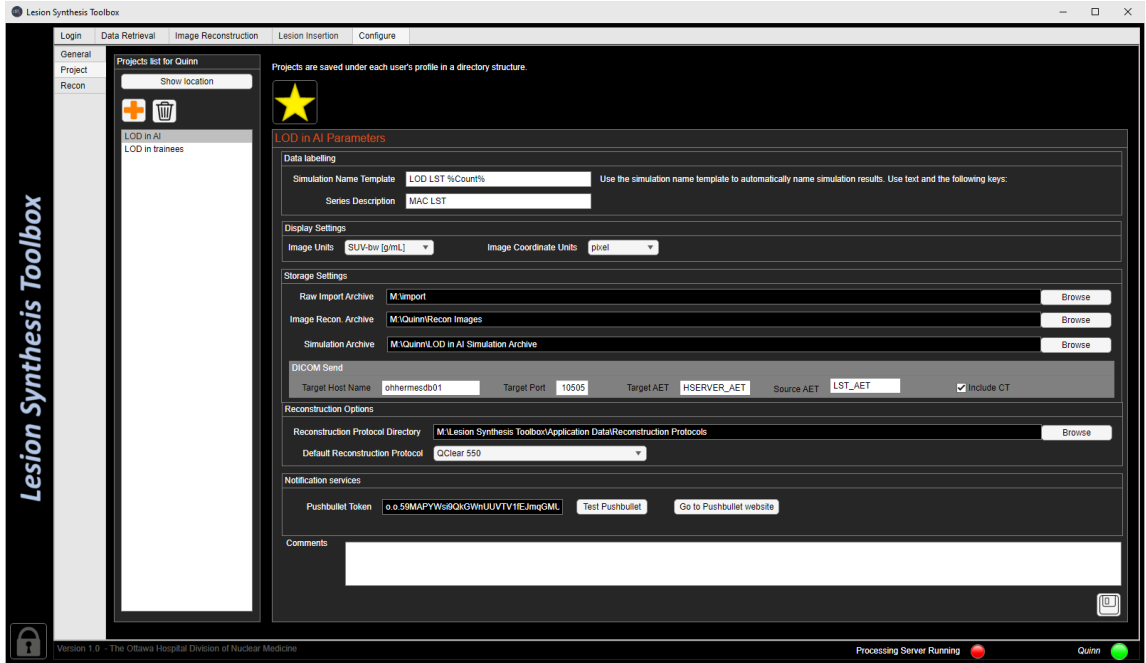 Lesion Synthesis Toolbox
Login Data Retrieval Image Reconstruction Lesion Insertion Configure
General
Project
Recon
Projects list for Quinn
Show location
LOD in AI
LOD in trainees
Projects are saved under each user's profile in a directory structure.
LOD in AI Parameters
Data labelling
Simulation Name Template LOD LST %Count% Use the simulation name template to automatically name simulation results. Use text and the following keys:
Series Description MAC LST
Display Settings
Image Units SUV-bw [g/mL] Image Coordinate Units pixel
Storage Settings
Raw Import Archive M:\import Browse
Image Recon. Archive M:\Quinn\Recon Images Browse
Simulation Archive M:\Quinn\LOD in AI Simulation Archive Browse
DICOM Send
Target Host Name ohhermesdb01 Target Port 10505 Target AET HSERVER_AET Source AET LST_AET Include CT
Reconstruction Options
Reconstruction Protocol Directory M:\Lesion Synthesis Toolbox\Application Data\Reconstruction Protocols Browse
Default Reconstruction Protocol QClear 550
Notification services
Pushbullet Token o.o.59MAPYWsi9QkGWnUUVTV1fEJmqGML Test Pushbullet Go to Pushbullet website
Comments
Lesion Synthesis Toolbox
Version 1.0 - The Ottawa Hospital Division of Nuclear Medicine
Processing Server Running
Quinn